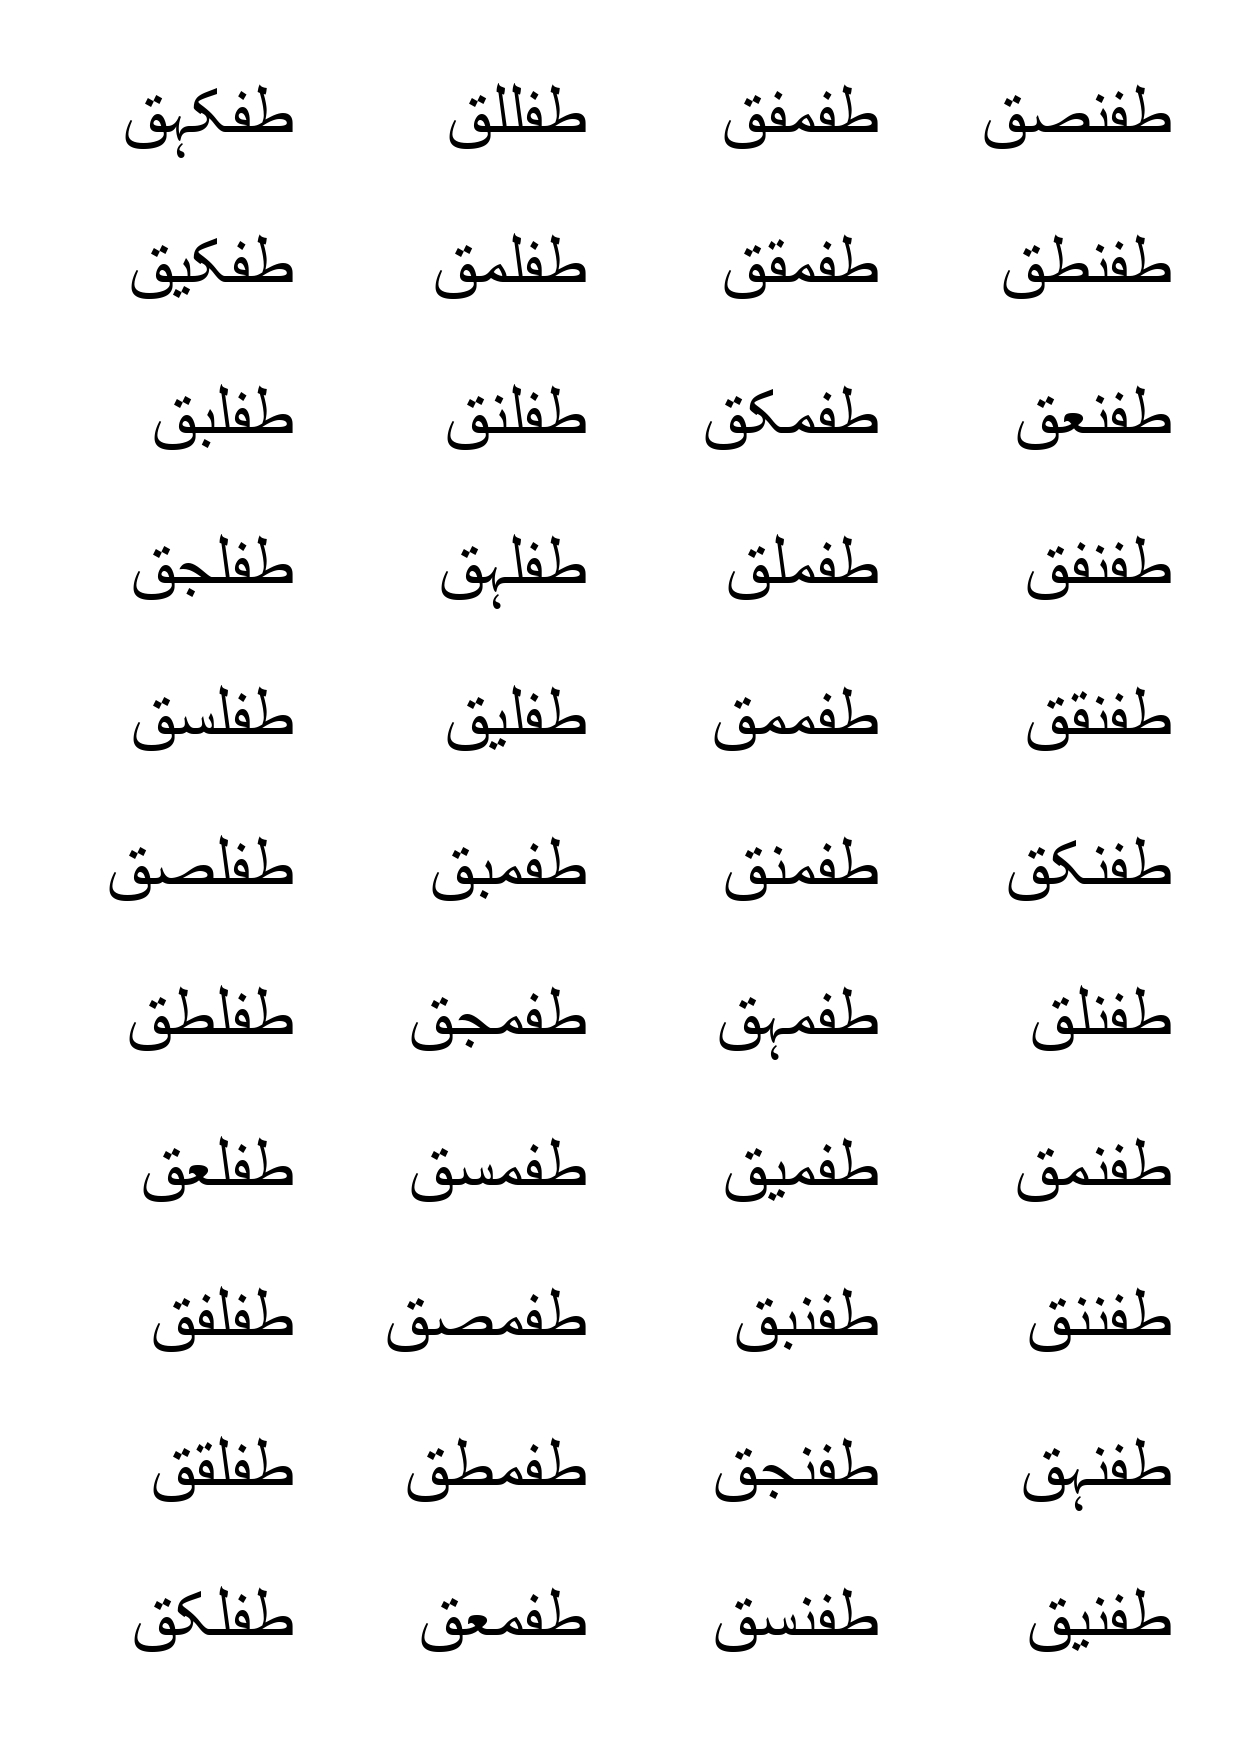 طفنصق طفمفق طفللق طفکہق
طفنطق طفمقق طفلمق طفکیق
طفنعق طفمکق طفلنق طفلبق
طفنفق طفملق طفلہق طفلجق
طفنقق طفممق طفلیق طفلسق
طفنکق طفمنق طفمبق طفلصق
طفنلق طفمہق طفمجق طفلطق
طفنمق طفمیق طفمسق طفلعق
طفننق طفنبق طفمصق طفلفق
طفنہق طفنجق طفمطق طفلقق
طفنیق طفنسق طفمعق طفلکق